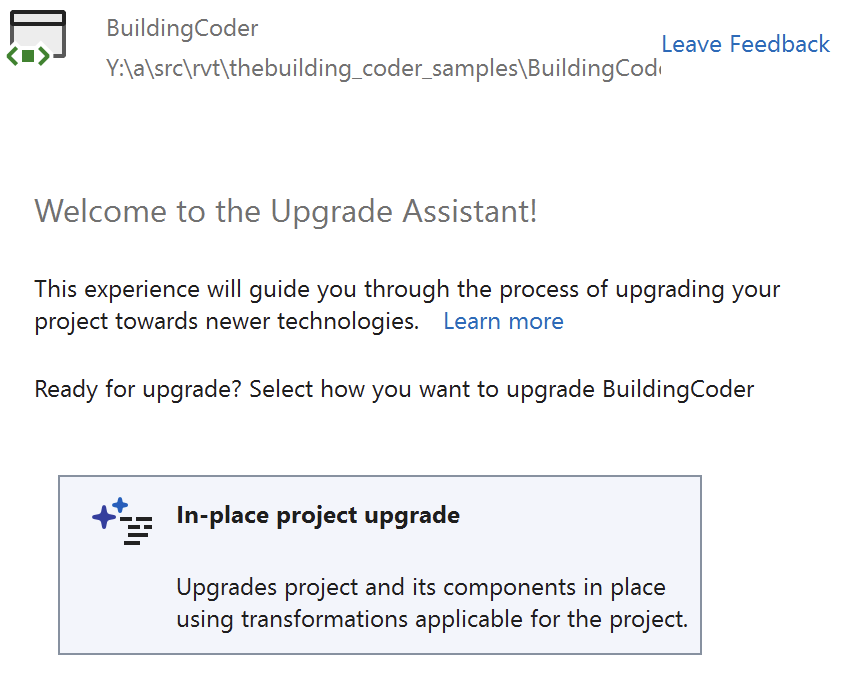 BuildingCoder
Leave Feedback
Y:\a\src\rvt\thebuilding_coder_samples\BuildingCod
Welcome to the Upgrade Assistant!
This experience will guide you through the process of upgrading your
project towards newer technologies. Learn more
Ready for upgrade? Select how you want to upgrade BuildingCoder
In-place project upgrade
Upgrades project and its components in place
using transformations applicable for the project.